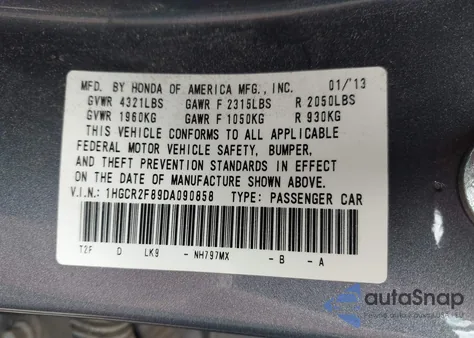 MFD. BY HONDA OF AMERICA MFG., INC. 01/'13
GVWR 4321LBS GAWR F 2315LBS R 2050LBS
GVWR 1960KG GAWR F 1050KG R 930KG
THIS VEHICLE CONFORMS TO ALL APPLICABLE
FEDERAL MOTOR VEHICLE SAFETY, BUMPER,
AND THEFT PREVENTION STANDARDS IN EFFECT
ON THE DATE OF MANUFACTURE SHOWN ABOVE.
V.I.N.: 1HGCR2F89DA090858 TYPE: PASSENGER CAR
T2F D LK9 -NH797MX -B -A
autoSnap